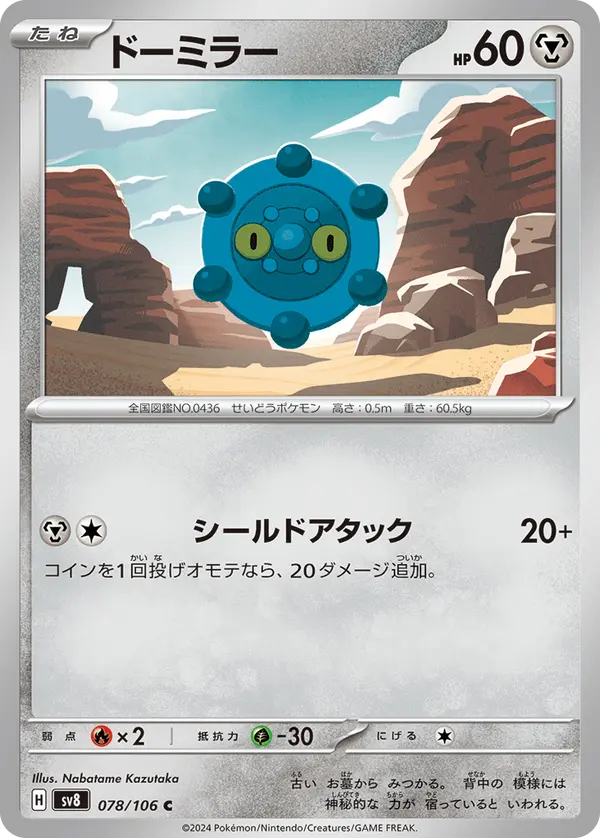 たね ドーミラー HP60
全国図鑑NO.0436 せいどうポケモン 高さ：0.5m 重さ：60.5kg
シールドアタック 20+
コインを1回投げオモテなら、20ダメージ追加。
弱点 ×2 抵抗力 -30 にげる
Illus. Nabatame Kazutaka
H sv8 078/106 C
古い お墓から みつかる。背中の 模様には
神秘的な 力が 宿っていると いわれる。
©2024 Pokémon/Nintendo/Creatures/GAME FREAK.